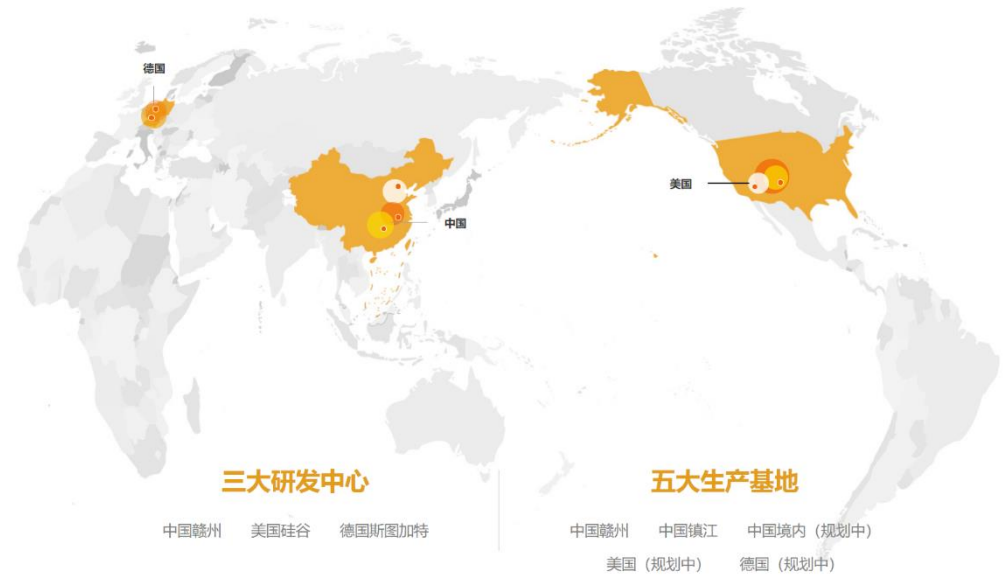 德国
美国
中国
三大研发中心
中国赣州 美国硅谷 德国斯图加特
五大生产基地
中国赣州 中国镇江 中国境内（规划中）
美国（规划中） 德国（规划中）